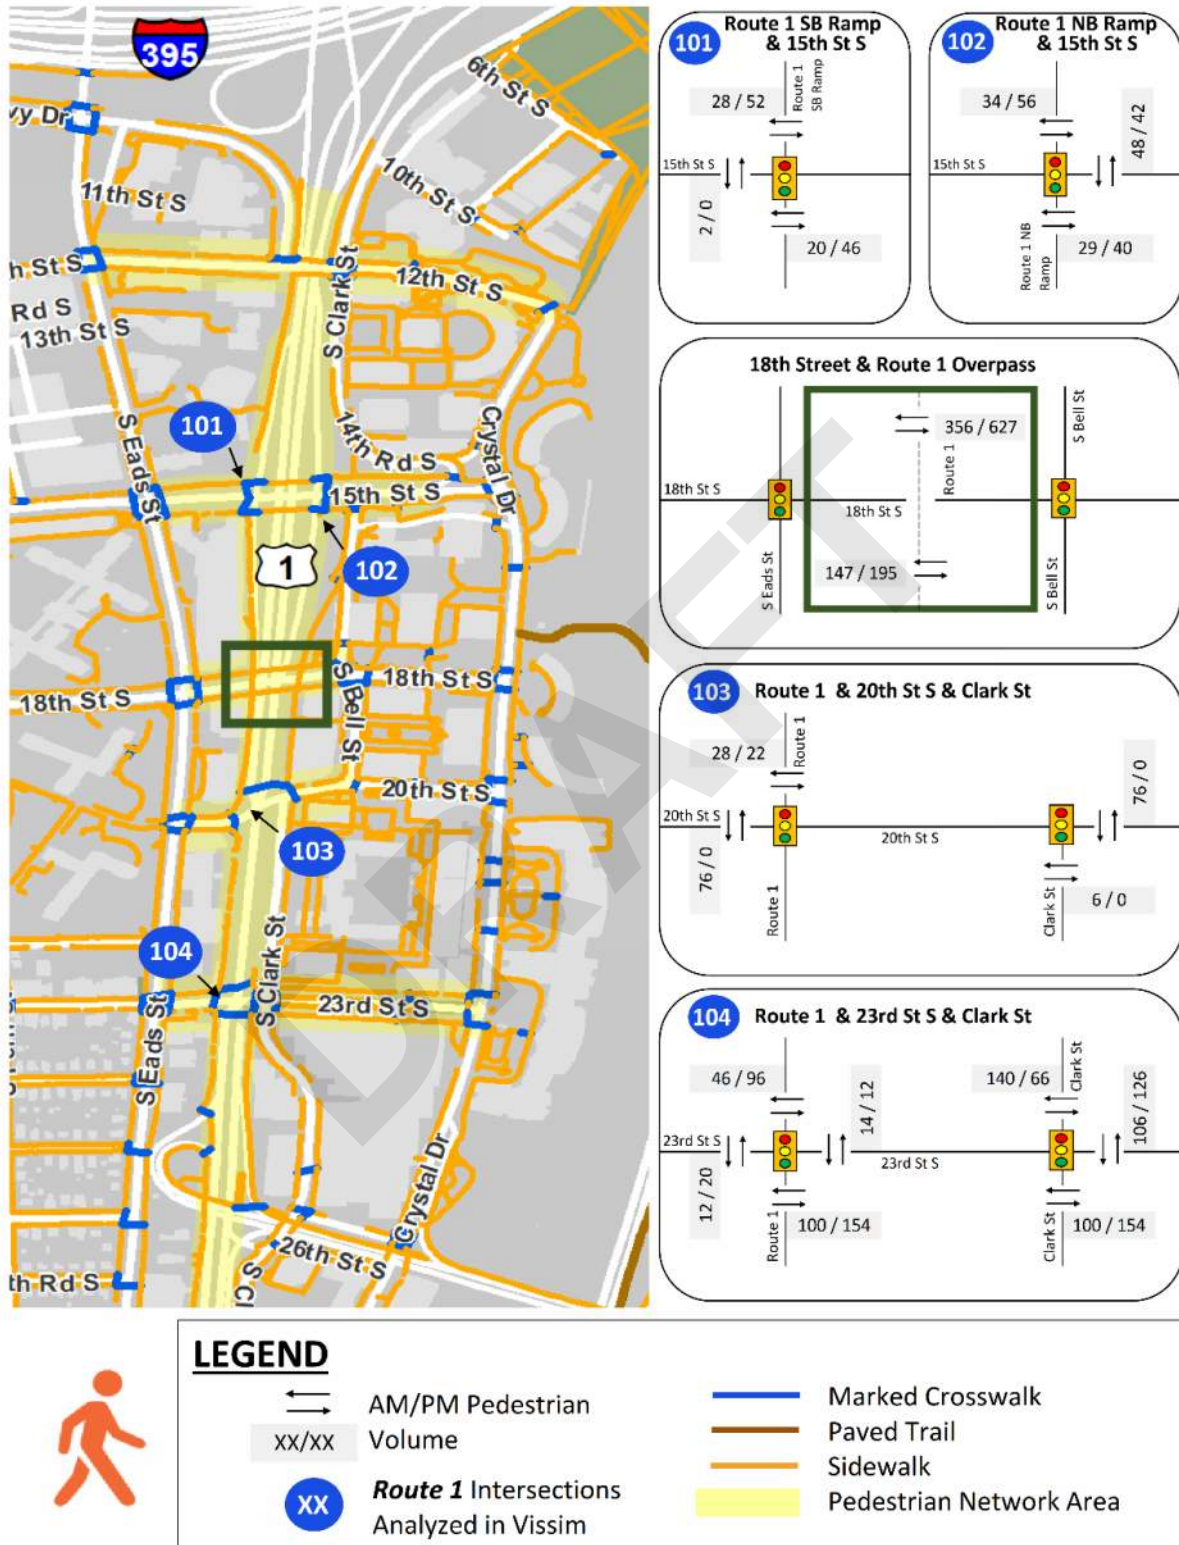 395
6th St S
vy Dr
10th St S
11th St S
h St S
12th St S
Rd S
13th St S
S Clark St
S Eads St
101
14th Rd S
Crystal Dr
15th St S
1
102
18th St S
S Bell St
18th St S
20th St S
103
104
S Clark St
23rd St S
S Eads St
Crystal Dr
26th St S
th Rd S
S Cl
101
Route 1 SB Ramp
& 15th St S
28 / 52
Route 1
SB Ramp
15th St S
2 / 0
20 / 46
102
Route 1 NB Ramp
& 15th St S
34 / 56
48 / 42
15th St S
Route 1 NB
Ramp
29 / 40
18th Street & Route 1 Overpass
S Eads St
356 / 627
Route 1
S Bell St
18th St S
18th St S
147 / 195
S Eads St
S Bell St
103
Route 1 & 20th St S & Clark St
28 / 22
Route 1
76 / 0
20th St S
20th St S
76 / 0
Route 1
Clark St
6 / 0
104
Route 1 & 23rd St S & Clark St
46 / 96
14 / 12
140 / 66
Clark St
106 / 126
23rd St S
23rd St S
12 / 20
Route 1
100 / 154
Clark St
100 / 154
DRAFT
LEGEND
AM/PM Pedestrian
Volume
XX/XX
XX
Route 1 Intersections
Analyzed in Vissim
Marked Crosswalk
Paved Trail
Sidewalk
Pedestrian Network Area